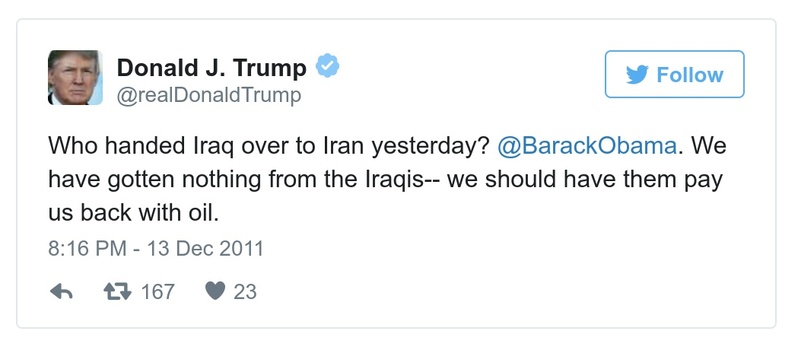 Donald J. Trump
@realDonaldTrump
Follow
Who handed Iraq over to Iran yesterday? @BarackObama. We
have gotten nothing from the Iraqis-- we should have them pay
us back with oil.
8:16 PM - 13 Dec 2011
167 23